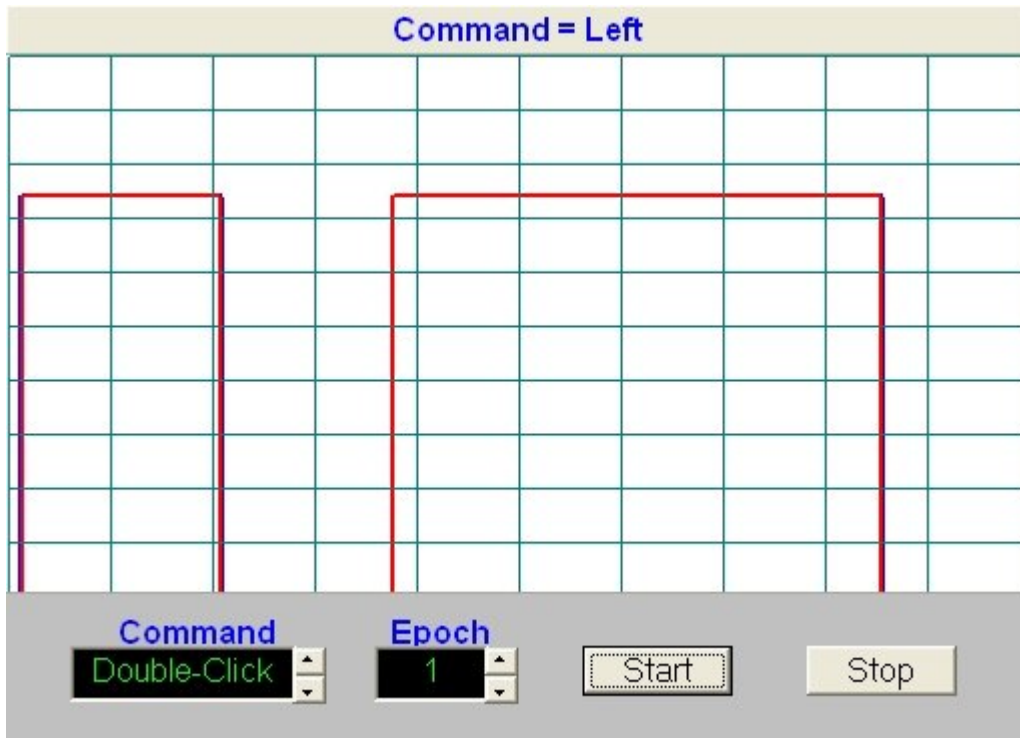 Command = Left
Command Epoch
Double-Click 1 Start Stop